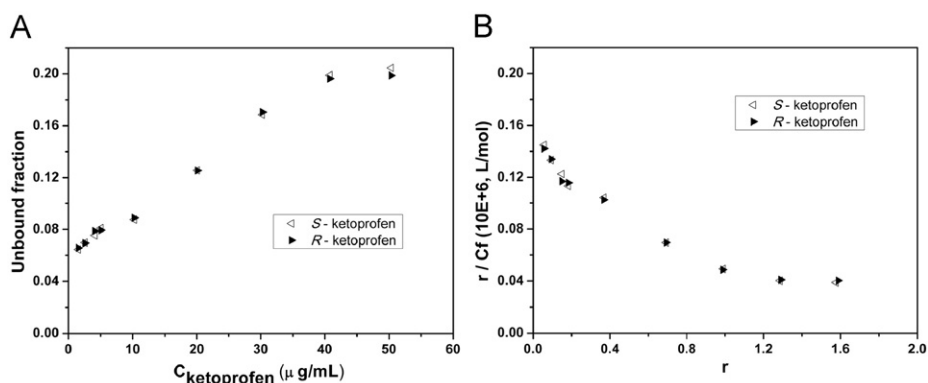 A
Unbound fraction
0.20
0.16
0.12
0.08
0.04
0.00
0 10 20 30 40 50 60
C ketoprofen (μ g/mL)
S - ketoprofen
R - ketoprofen
B
r / Cf (10E+6, L/mol)
0.20
0.16
0.12
0.08
0.04
0.00
0.0 0.4 0.8 1.2 1.6 2.0
r
S - ketoprofen
R - ketoprofen